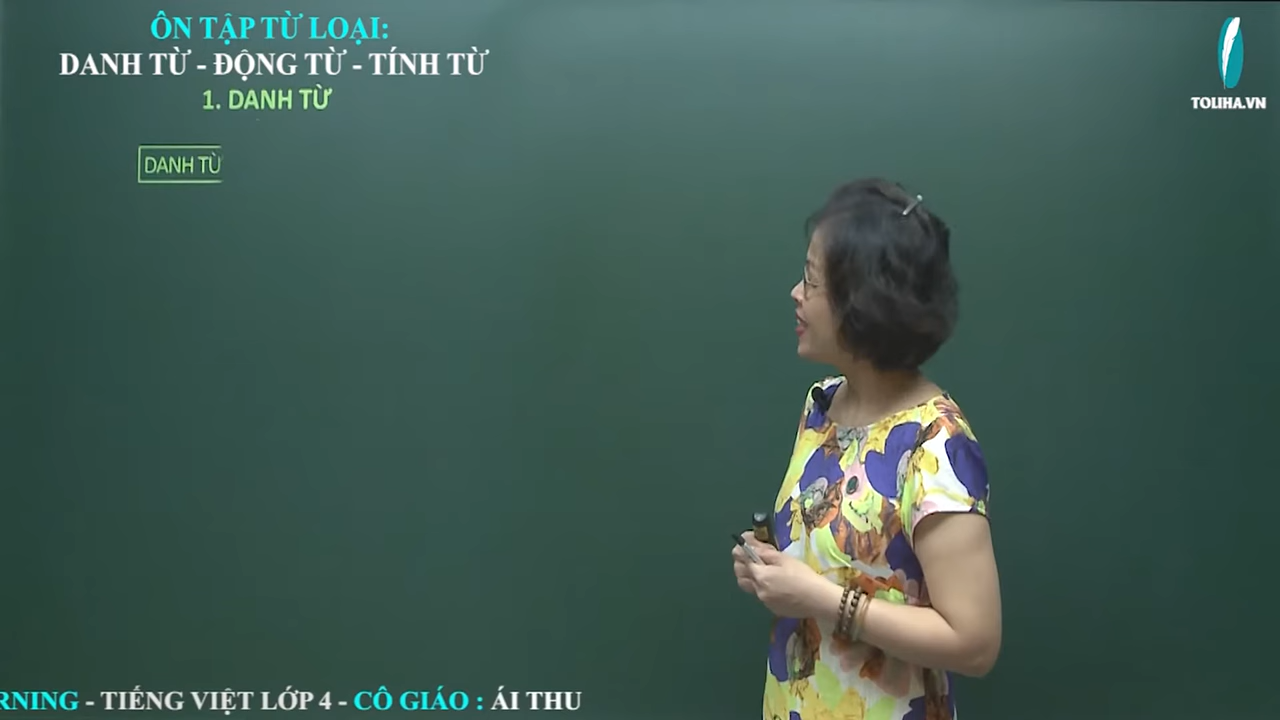 ÔN TẬP TỪ LOẠI:
DANH TỪ - ĐỘNG TỪ - TÍNH TỪ
1. DANH TỪ
DANH TỪ
TOLIHA.VN
RNING - TIẾNG VIỆT LỚP 4 - CÔ GIÁO : ÁI THU